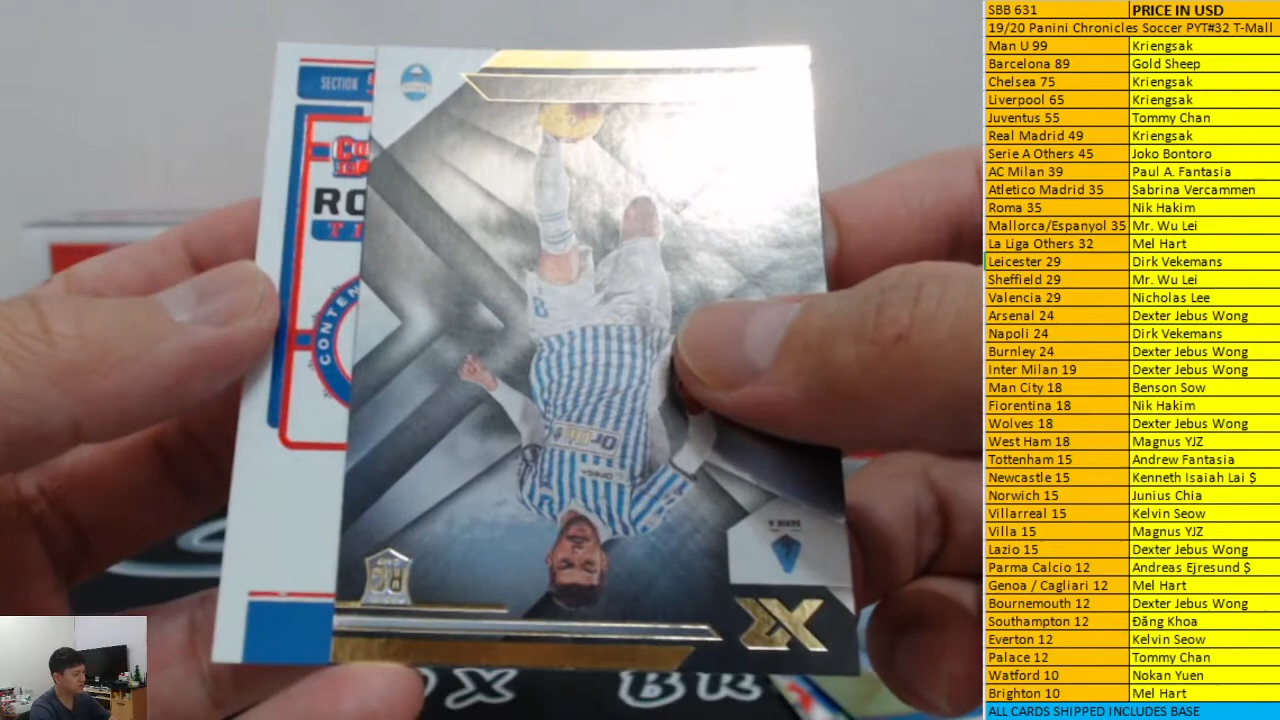 SBB 631 PRICE IN USD
19/20 Panini Chronicles Soccer PYT#32 T-Mall
Man U 99 Kriengsak
Barcelona 89 Gold Sheep
Chelsea 75 Kriengsak
Liverpool 65 Kriengsak
Juventus 55 Tommy Chan
Real Madrid 49 Kriengsak
Serie A Others 45 Joko Bontoro
AC Milan 39 Paul A. Fantasia
Atletico Madrid 35 Sabrina Vercammen
Roma 35 Nik Hakim
Mallorca/Espanyol 35 Mr. Wu Lei
La Liga Others 32 Mel Hart
Leicester 29 Dirk Vekemans
Sheffield 29 Mr. Wu Lei
Valencia 29 Nicholas Lee
Arsenal 24 Dexter Jebus Wong
Napoli 24 Dirk Vekemans
Burnley 24 Dexter Jebus Wong
Inter Milan 19 Dexter Jebus Wong
Man City 18 Benson Sow
Fiorentina 18 Nik Hakim
Wolves 18 Dexter Jebus Wong
West Ham 18 Magnus YJZ
Tottenham 15 Andrew Fantasia
Newcastle 15 Kenneth Isaiah Lai $
Norwich 15 Junius Chia
Villarreal 15 Kelvin Seow
Villa 15 Magnus YJZ
Lazio 15 Dexter Jebus Wong
Parma Calcio 12 Andreas Ejresund $
Genoa / Cagliari 12 Mel Hart
Bournemouth 12 Dexter Jebus Wong
Southampton 12 Đăng Khoa
Everton 12 Kelvin Seow
Palace 12 Tommy Chan
Watford 10 Nokan Yuen
Brighton 10 Mel Hart
ALL CARDS SHIPPED INCLUDES BASE
SECTION
RO
CONTEN
SERIE A
RC
XR